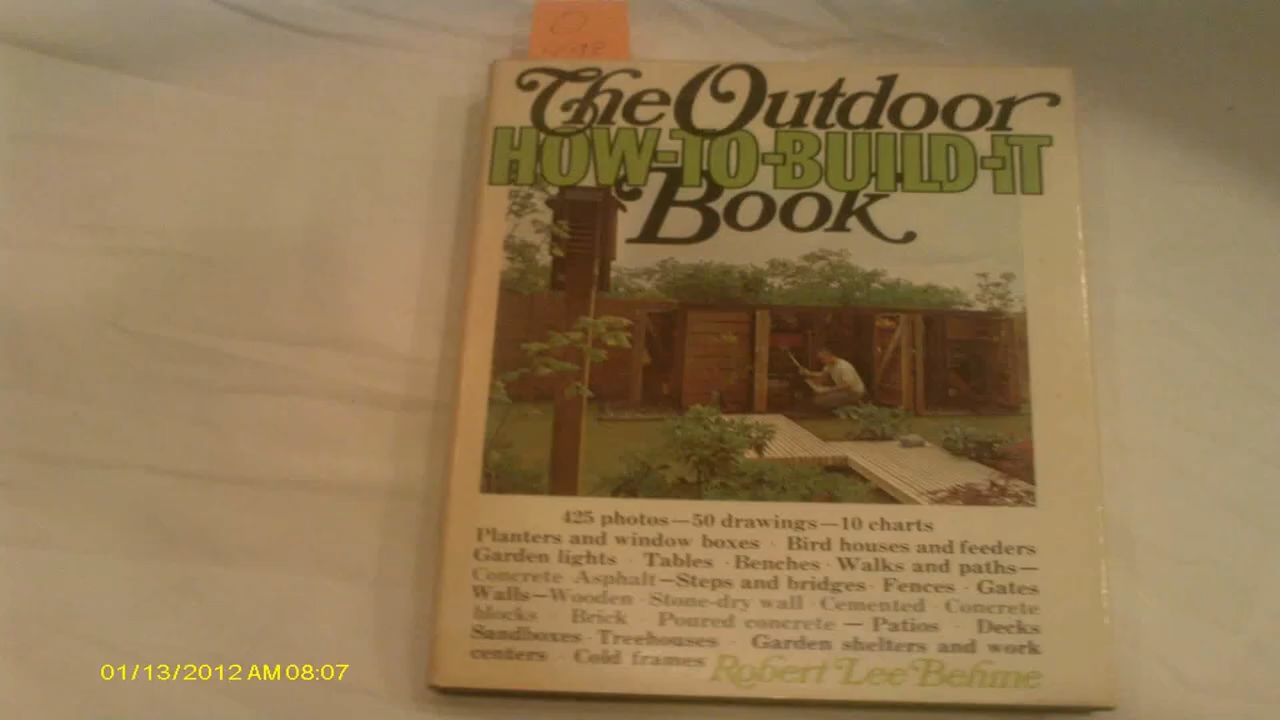 The Outdoor
HOW-TO-BUILD-IT
Book
425 photos—50 drawings—10 charts
Planters and window boxes · Bird houses and feeders
Garden lights · Tables · Benches · Walks and paths—
Concrete Asphalt—Steps and bridges · Fences · Gates
Walls—Wooden · Stone-dry wall · Cemented · Concrete
blocks · Brick · Poured concrete — Patios · Decks
Sandboxes · Treehouses · Garden shelters and work
centers · Cold frames Robert Lee Behme
01/13/2012 AM 08:07